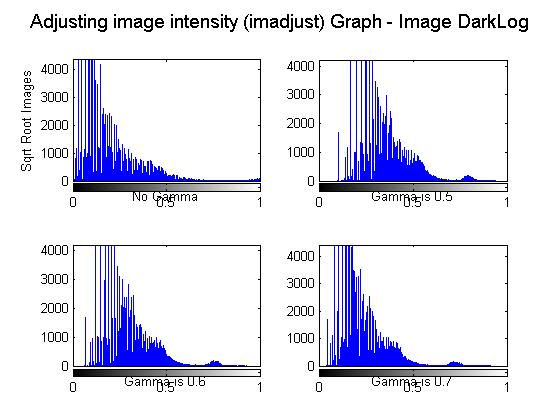 Adjusting image intensity (imadjust) Graph - Image DarkLog
Sqrt Root Images
4000
3000
2000
1000
0
0 0.5 1
No Gamma
4000
3000
2000
1000
0
0 0.5 1
Gamma is 0.5
4000
3000
2000
1000
0
0 0.5 1
Gamma is 0.6
4000
3000
2000
1000
0
0 0.5 1
Gamma is 0.7